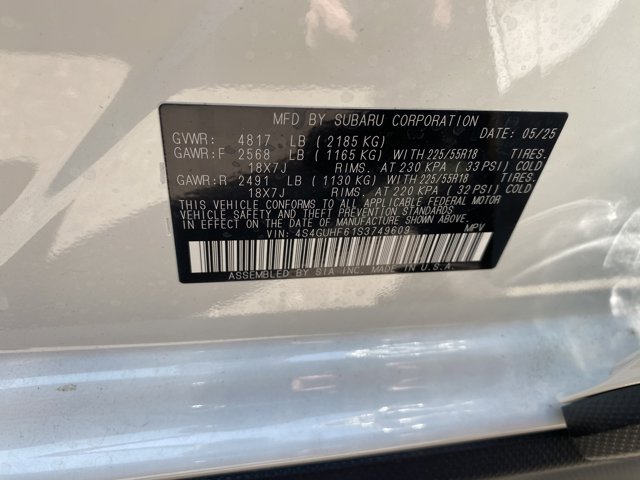 MFD BY SUBARU CORPORATION
GVWR: 4817 LB ( 2185 KG) DATE: 05/25
GAWR:F 2568 LB ( 1165 KG) WITH 225/55R18 TIRES.
18X7J RIMS. AT 230 KPA ( 33 PSI) COLD
GAWR:R 2491 LB ( 1130 KG) WITH 225/55R18 TIRES.
18X7J RIMS. AT 220 KPA ( 32 PSI) COLD
THIS VEHICLE CONFORMS TO ALL APPLICABLE FEDERAL MOTOR
VEHICLE SAFETY, BUMPER, AND THEFT PREVENTION STANDARDS
IN EFFECT ON THE DATE OF MANUFACTURE SHOWN ABOVE.
VIN: 4S4GUHF61S3749609 MPV
ASSEMBLED BY SIA INC. MADE IN U.S.A.